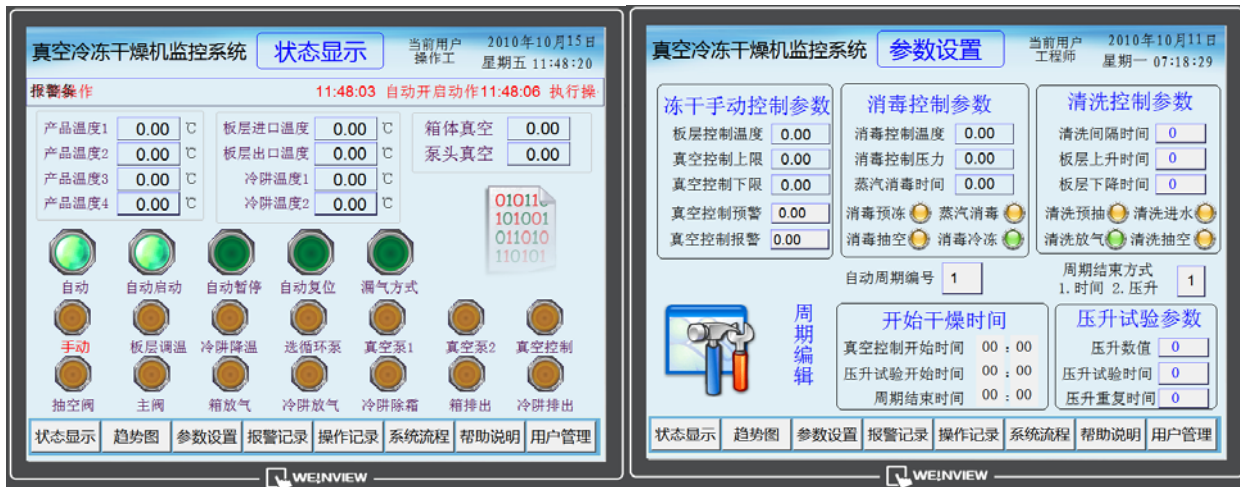 真空冷冻干燥机监控系统 状态显示 当前用户 2010年10月15日
操作工 星期五 11:48:20
操作 11:48:03 自动开启动作11:48:06 执行操
产品温度1 0.00 ℃ 板层进口温度 0.00 ℃ 箱体真空 0.00
产品温度2 0.00 ℃ 板层出口温度 0.00 ℃ 泵头真空 0.00
产品温度3 0.00 ℃ 冷阱温度1 0.00 ℃
产品温度4 0.00 ℃ 冷阱温度2 0.00 ℃
01011
101001
011010
110101
自动 自动启动 自动暂停 自动复位 漏气方式
手动 板层调温 冷阱降温 选循环泵 真空泵1 真空泵2 真空控制
抽空阀 主阀 箱放气 冷阱放气 冷阱除霜 箱排出 冷阱排出
状态显示 趋势图 参数设置 报警记录 操作记录 系统流程 帮助说明 用户管理
WEINVIEW
真空冷冻干燥机监控系统 参数设置 当前用户 2010年10月11日
工程师 星期一 07:18:29
冻干手动控制参数
板层控制温度 0.00
真空控制上限 0.00
真空控制下限 0.00
真空控制预警 0.00
真空控制报警 0.00
消毒控制参数
消毒控制温度 0.00
消毒控制压力 0.00
蒸汽消毒时间 0.00
消毒预冻 蒸汽消毒
消毒抽空 消毒冷冻
清洗控制参数
清洗间隔时间 0
板层上升时间 0
板层下降时间 0
清洗预抽 清洗进水
清洗放气 清洗抽空
自动周期编号 1
周期结束方式
1.时间 2.压升 1
周期编辑
开始干燥时间
真空控制开始时间 00 : 00
压升试验开始时间 00 : 00
周期结束时间 00 : 00
压升试验参数
压升数值 0
压升试验时间 0
压升重复时间 0
状态显示 趋势图 参数设置 报警记录 操作记录 系统流程 帮助说明 用户管理
WEINVIEW